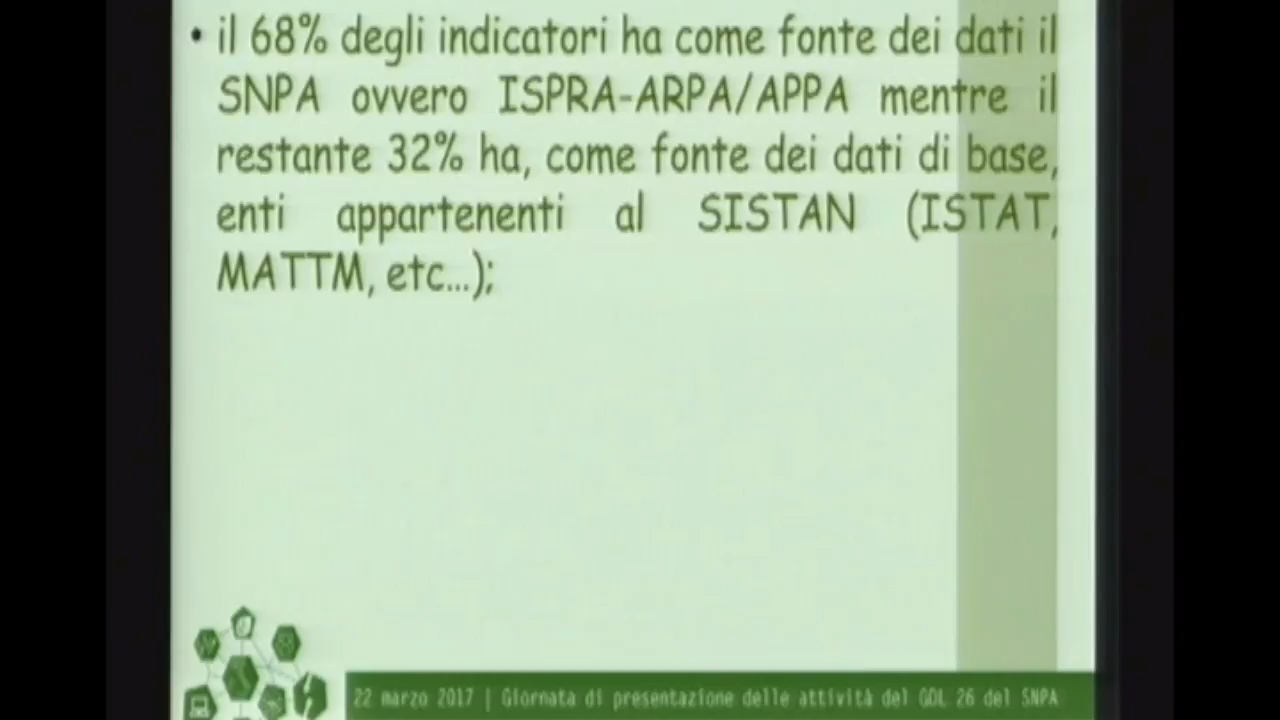 • il 68% degli indicatori ha come fonte dei dati il
SNPA ovvero ISPRA-ARPA/APPA mentre il
restante 32% ha, come fonte dei dati di base,
enti appartenenti al SISTAN (ISTAT,
MATTM, etc...);
22 marzo 2017 | Giornata di presentazione delle attività del GDL 26 del SNPA